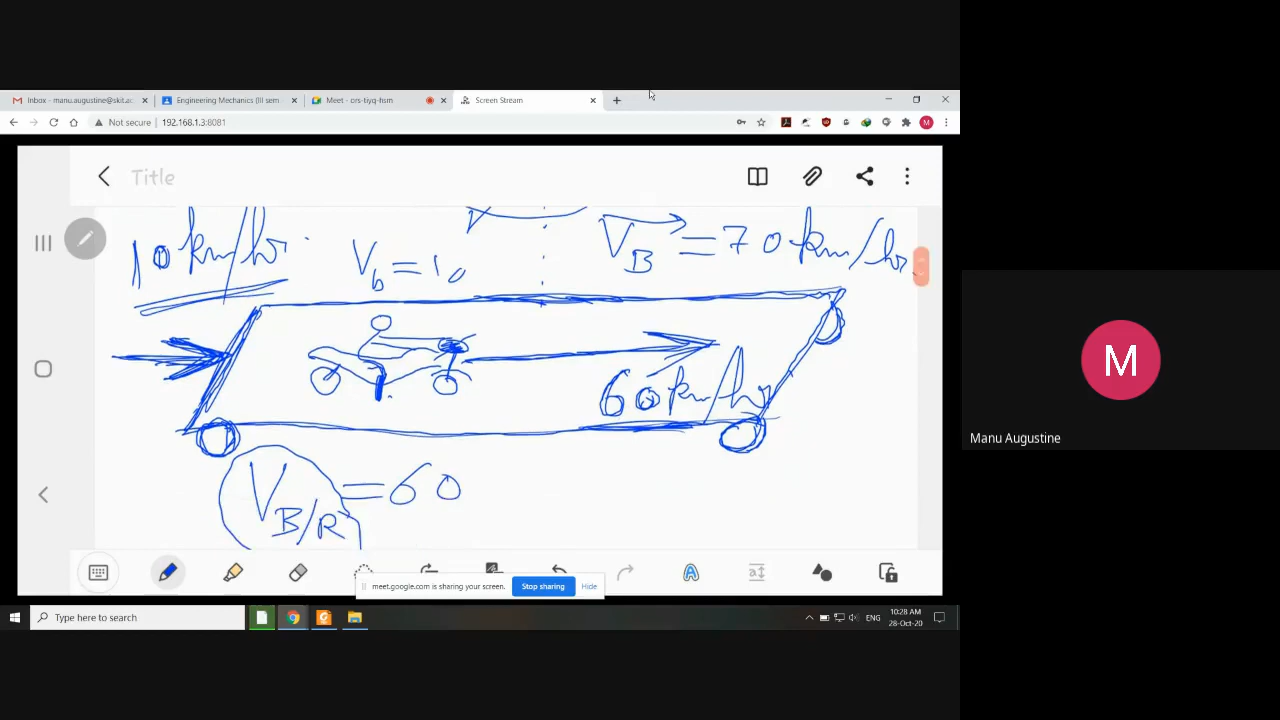 Inbox - manu.augustine@skit.ac
Engineering Mechanics (III sem
Meet - ors-tiyq-hsm
Screen Stream
Not secure | 192.168.1.3:8081
Title
10 km/hr
V_b = 10
V_B = 70 km/hr
60 km/hr
V_B/R = 60
meet.google.com is sharing your screen.
Stop sharing
Hide
Type here to search
ENG
10:28 AM
28-Oct-20
M
Manu Augustine